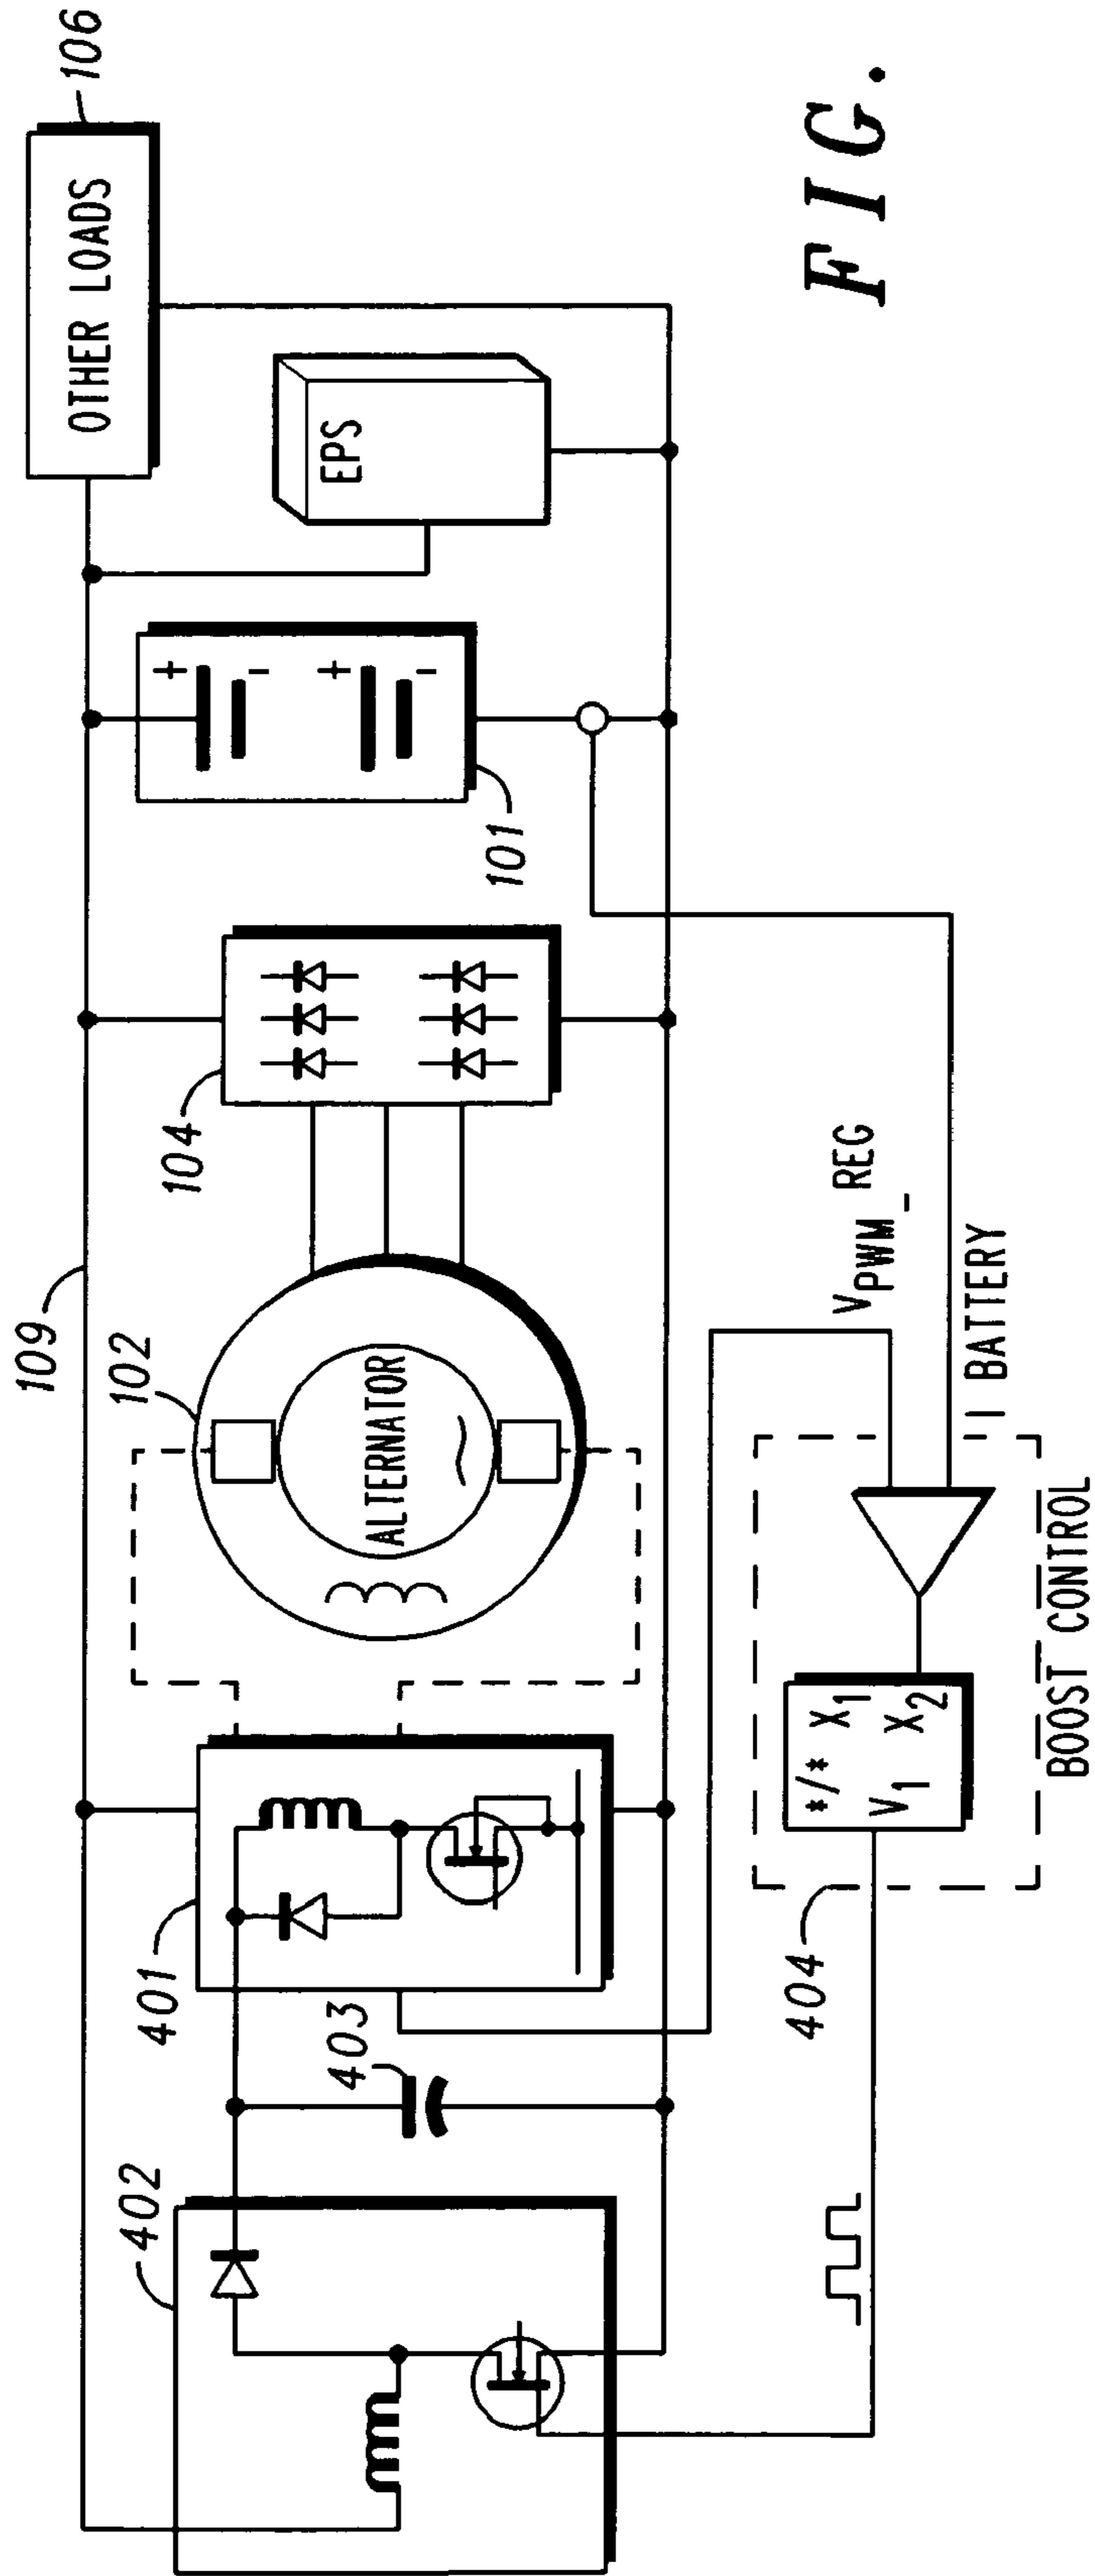 109
102
104
OTHER LOADS
106
402
401
403
ALTERNATOR
~
+
-
+
-
101
EPS
V PWM_REG
I BATTERY
404
*/* X1
V1 X2
BOOST CONTROL
FIG.